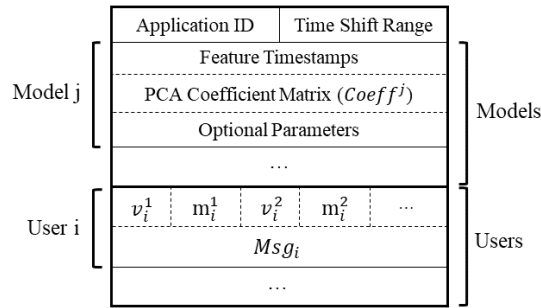 Application ID Time Shift Range
Feature Timestamps
Model j
PCA Coefficient Matrix (Coeff^j)
Models
Optional Parameters
...
v_i^1 m_i^1 v_i^2 m_i^2 ...
User i
Users
Msg_i
...